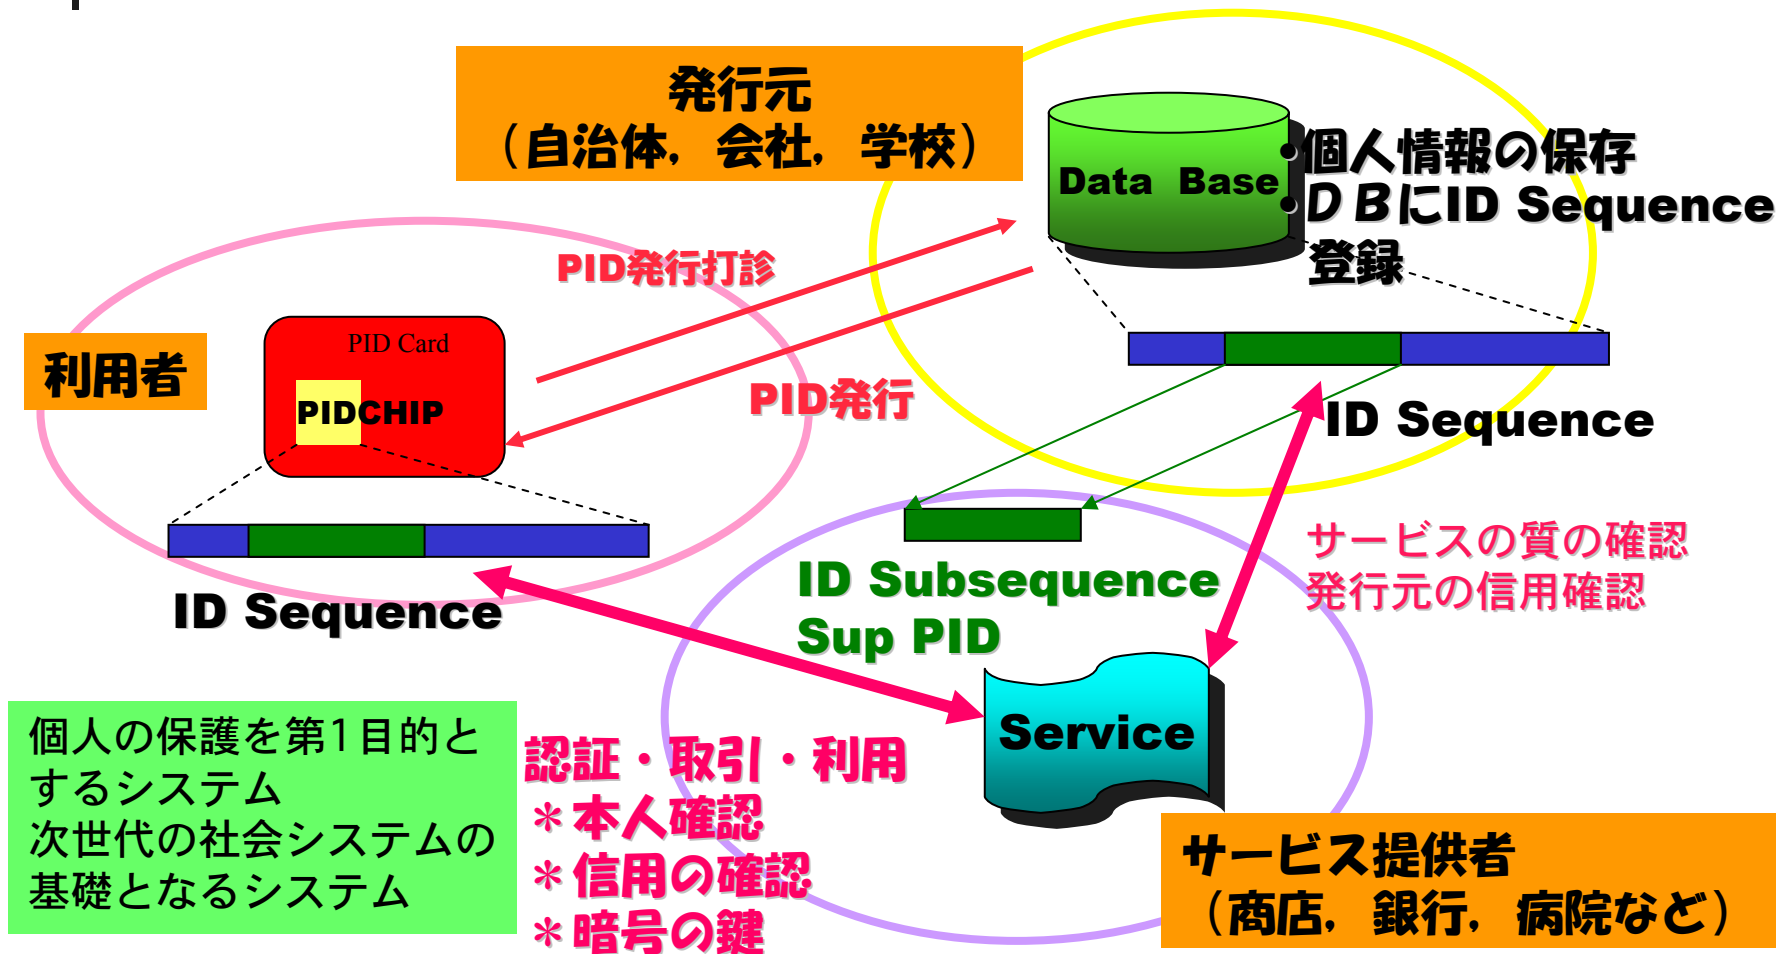 発行元
（自治体，会社，学校）
Data Base
•個人情報の保存
•ＤＢにID Sequence
登録
PID発行打診
利用者
PID Card
PIDCHIP
PID発行
ID Sequence
ID Sequence
サービスの質の確認
発行元の信用確認
ID Subsequence
Sup PID
Service
個人の保護を第1目的と
するシステム
次世代の社会システムの
基礎となるシステム
認証・取引・利用
＊本人確認
＊信用の確認
＊暗号の鍵
サービス提供者
（商店，銀行，病院など）